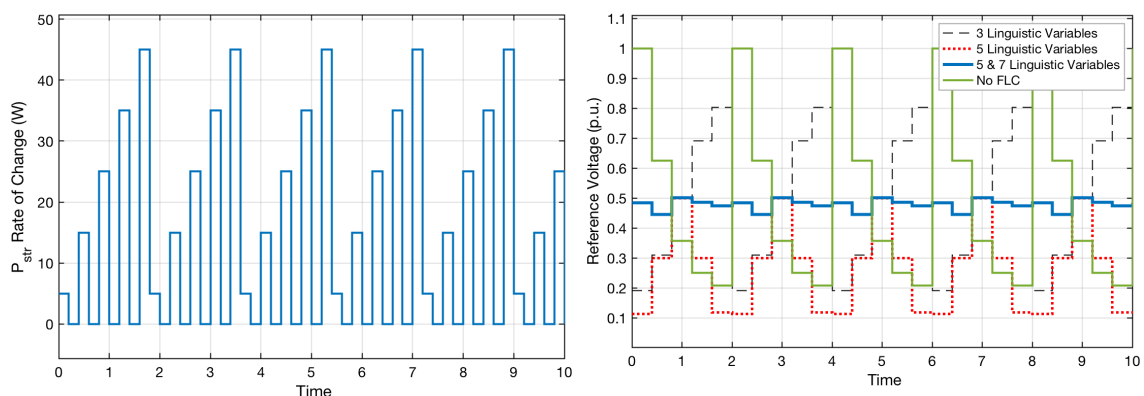 50
40
30
20
10
0
P_str Rate of Change (W)
0 1 2 3 4 5 6 7 8 9 10
Time
1.1
1
0.9
0.8
0.7
0.6
0.5
0.4
0.3
0.2
0.1
Reference Voltage (p.u.)
3 Linguistic Variables
5 Linguistic Variables
5 & 7 Linguistic Variables
No FLC
0 1 2 3 4 5 6 7 8 9 10
Time